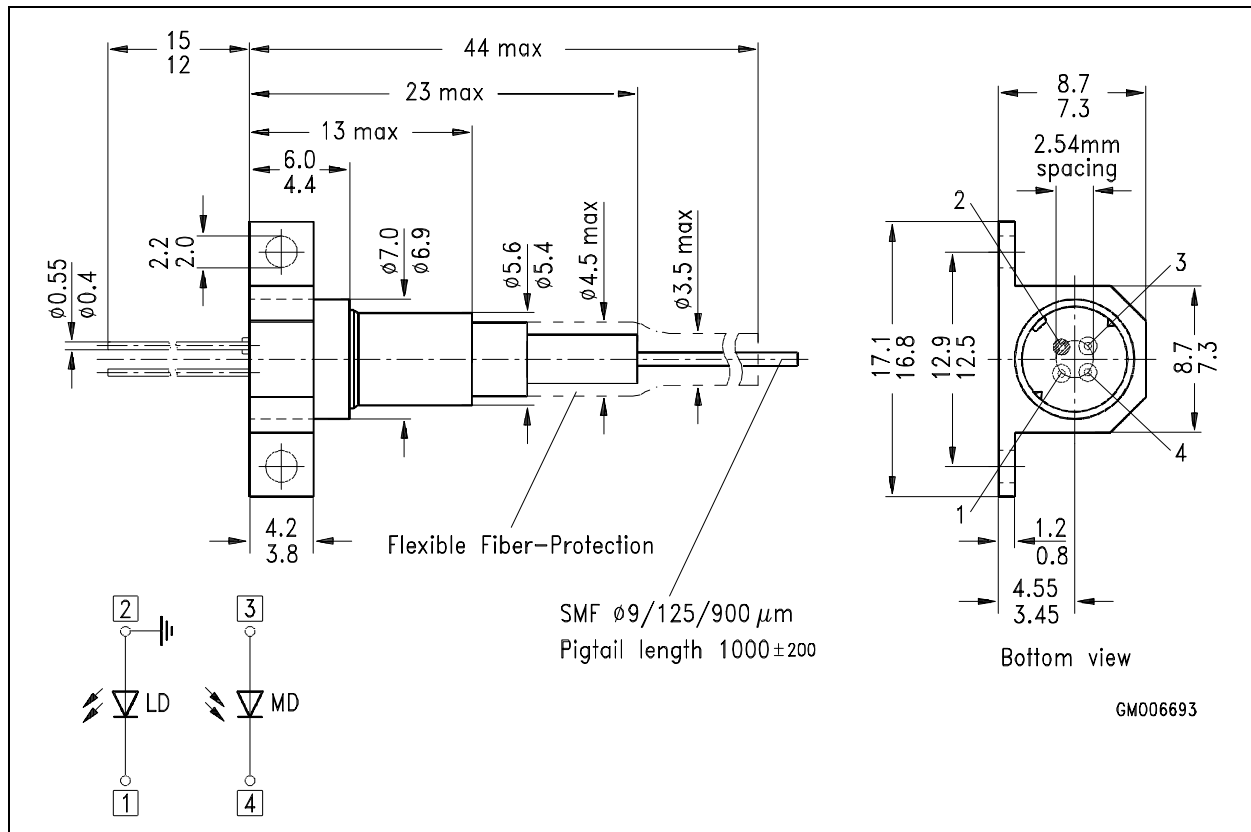 15
12
44 max
23 max
13 max
6.0
4.4
2.2
2.0
ø0.55
ø0.4
ø7.0
ø6.9
ø5.6
ø5.4
ø4.5 max
ø3.5 max
4.2
3.8
Flexible Fiber-Protection
SMF ø9/125/900 µm
Pigtail length 1000±200
8.7
7.3
2.54mm
spacing
2
3
17.1
16.8
12.9
12.5
8.7
7.3
1
4
1.2
0.8
4.55
3.45
Bottom view
2
3
LD
MD
1
4
GM006693